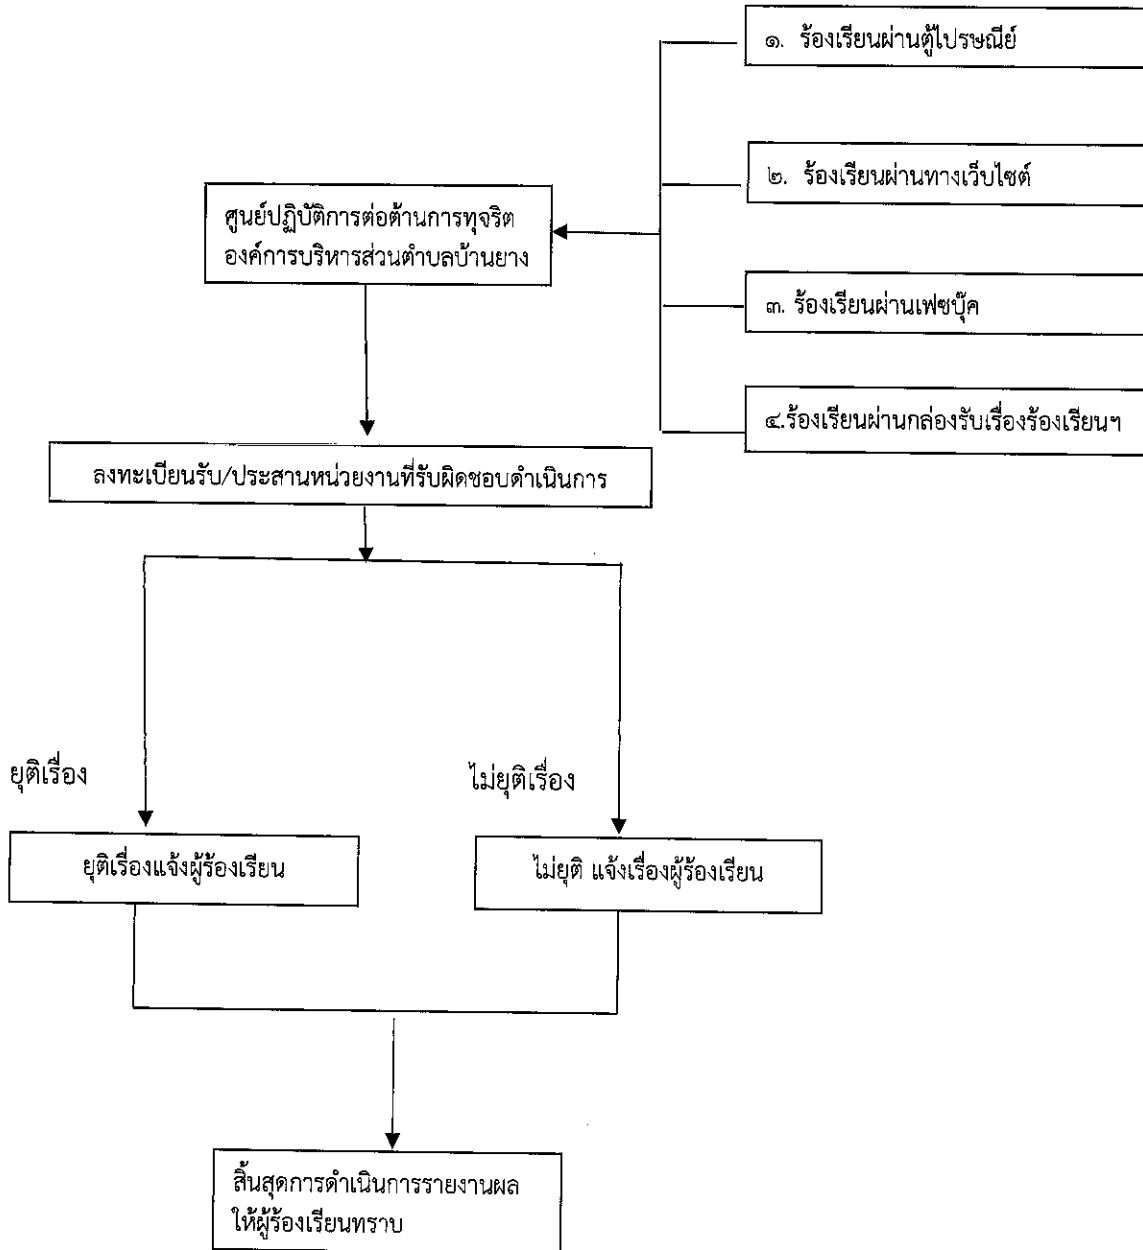 ๑. ร้องเรียนผ่านตู้ไปรษณีย์
๒. ร้องเรียนผ่านทางเว็บไซต์
ศูนย์ปฏิบัติการต่อต้านการทุจริต
องค์การบริหารส่วนตำบลบ้านยาง
๓. ร้องเรียนผ่านเฟซบุ๊ค
๔.ร้องเรียนผ่านกล่องรับเรื่องร้องเรียนฯ
ลงทะเบียนรับ/ประสานหน่วยงานที่รับผิดชอบดำเนินการ
ยุติเรื่อง
ไม่ยุติเรื่อง
ยุติเรื่องแจ้งผู้ร้องเรียน
ไม่ยุติ แจ้งเรื่องผู้ร้องเรียน
สิ้นสุดการดำเนินการรายงานผล
ให้ผู้ร้องเรียนทราบ